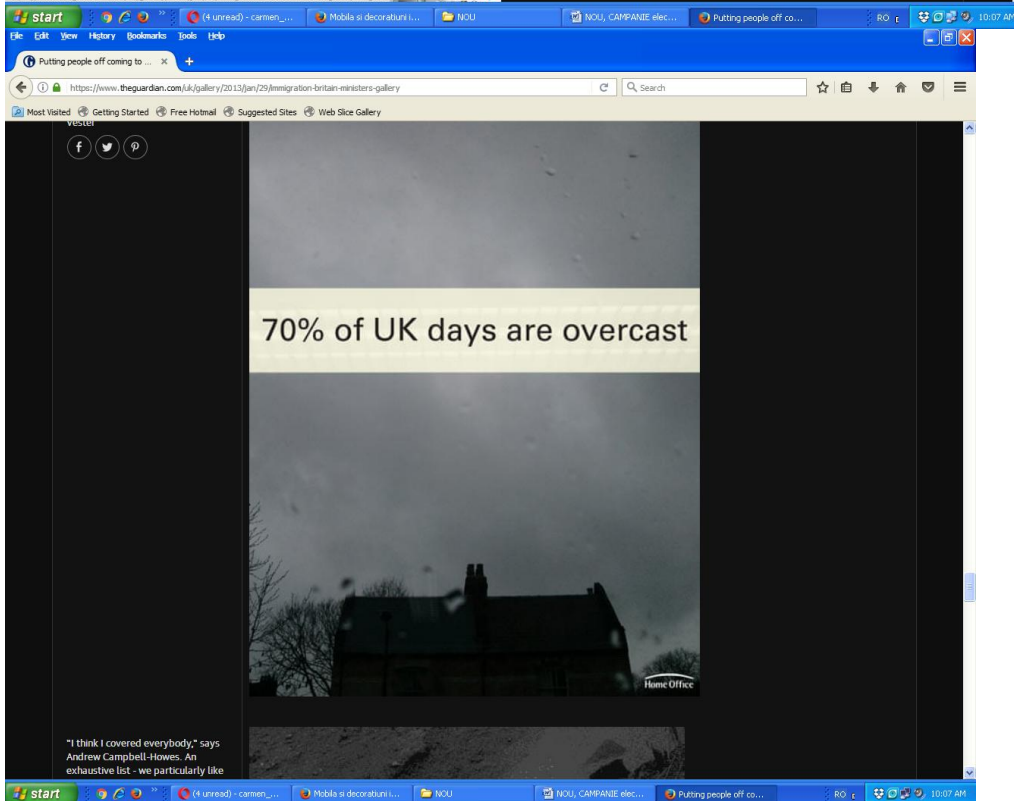 start
(4 unread) - carmen_...
Mobila si decoratiuni i...
NOU
NOU, CAMPANIE elec...
Putting people off co...
RO
10:07 AM
File Edit View History Bookmarks Tools Help
Putting people off coming to ...
https://www.theguardian.com/uk/gallery/2013/jan/29/immigration-britain-ministers-gallery
Search
Most Visited Getting Started Free Hotmail Suggested Sites Web Slice Gallery
Vester
70% of UK days are overcast
Home Office
"I think I covered everybody," says
Andrew Campbell-Howes. An
exhaustive list - we particularly like
start
(4 unread) - carmen_...
Mobila si decoratiuni i...
NOU
NOU, CAMPANIE elec...
Putting people off co...
RO
10:07 AM